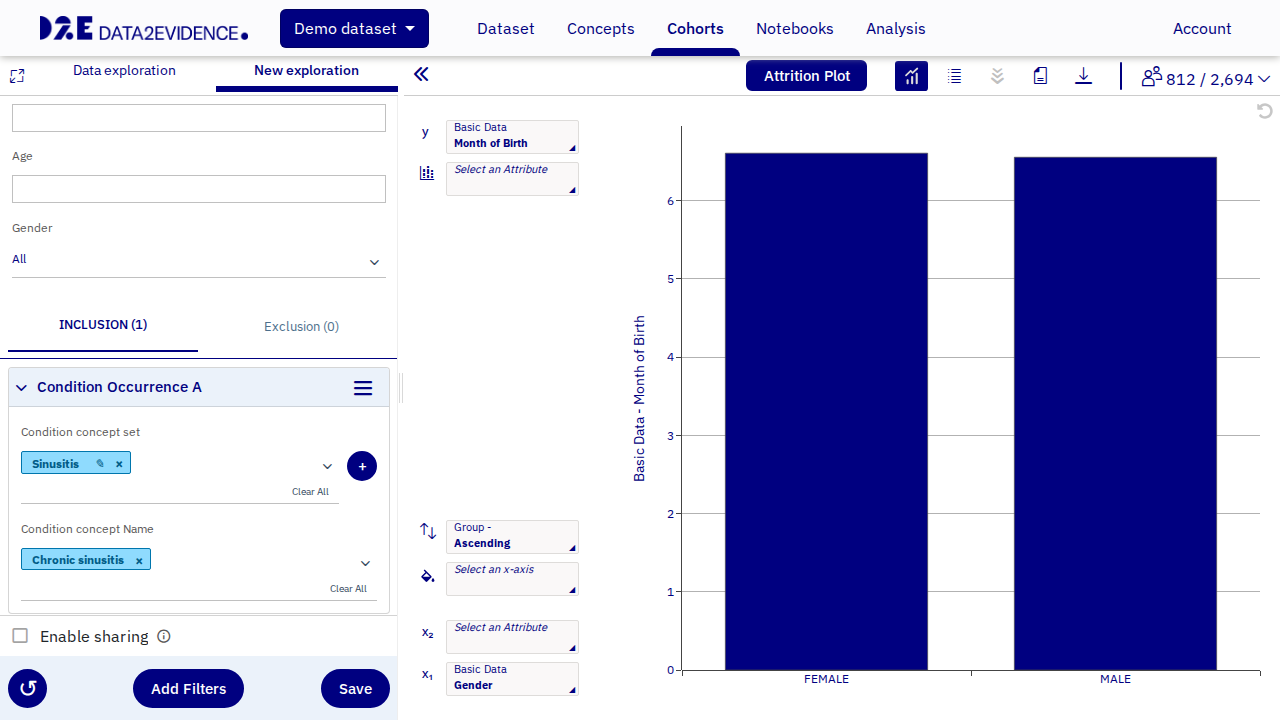 D2E DATA2EVIDENCE.
Demo dataset
Dataset
Concepts
Cohorts
Notebooks
Analysis
Account
Data exploration
New exploration
Attrition Plot
812 / 2,694
Age
Gender
All
INCLUSION (1)
Exclusion (0)
Condition Occurrence A
Condition concept set
Sinusitis ✎ ×
+
Clear All
Condition concept Name
Chronic sinusitis ×
Clear All
Enable sharing
Add Filters
Save
y
Basic Data
Month of Birth
Select an Attribute
Group -
Ascending
Select an x-axis
x₂
Select an Attribute
x₁
Basic Data
Gender
Basic Data - Month of Birth
6
5
4
3
2
1
0
FEMALE
MALE